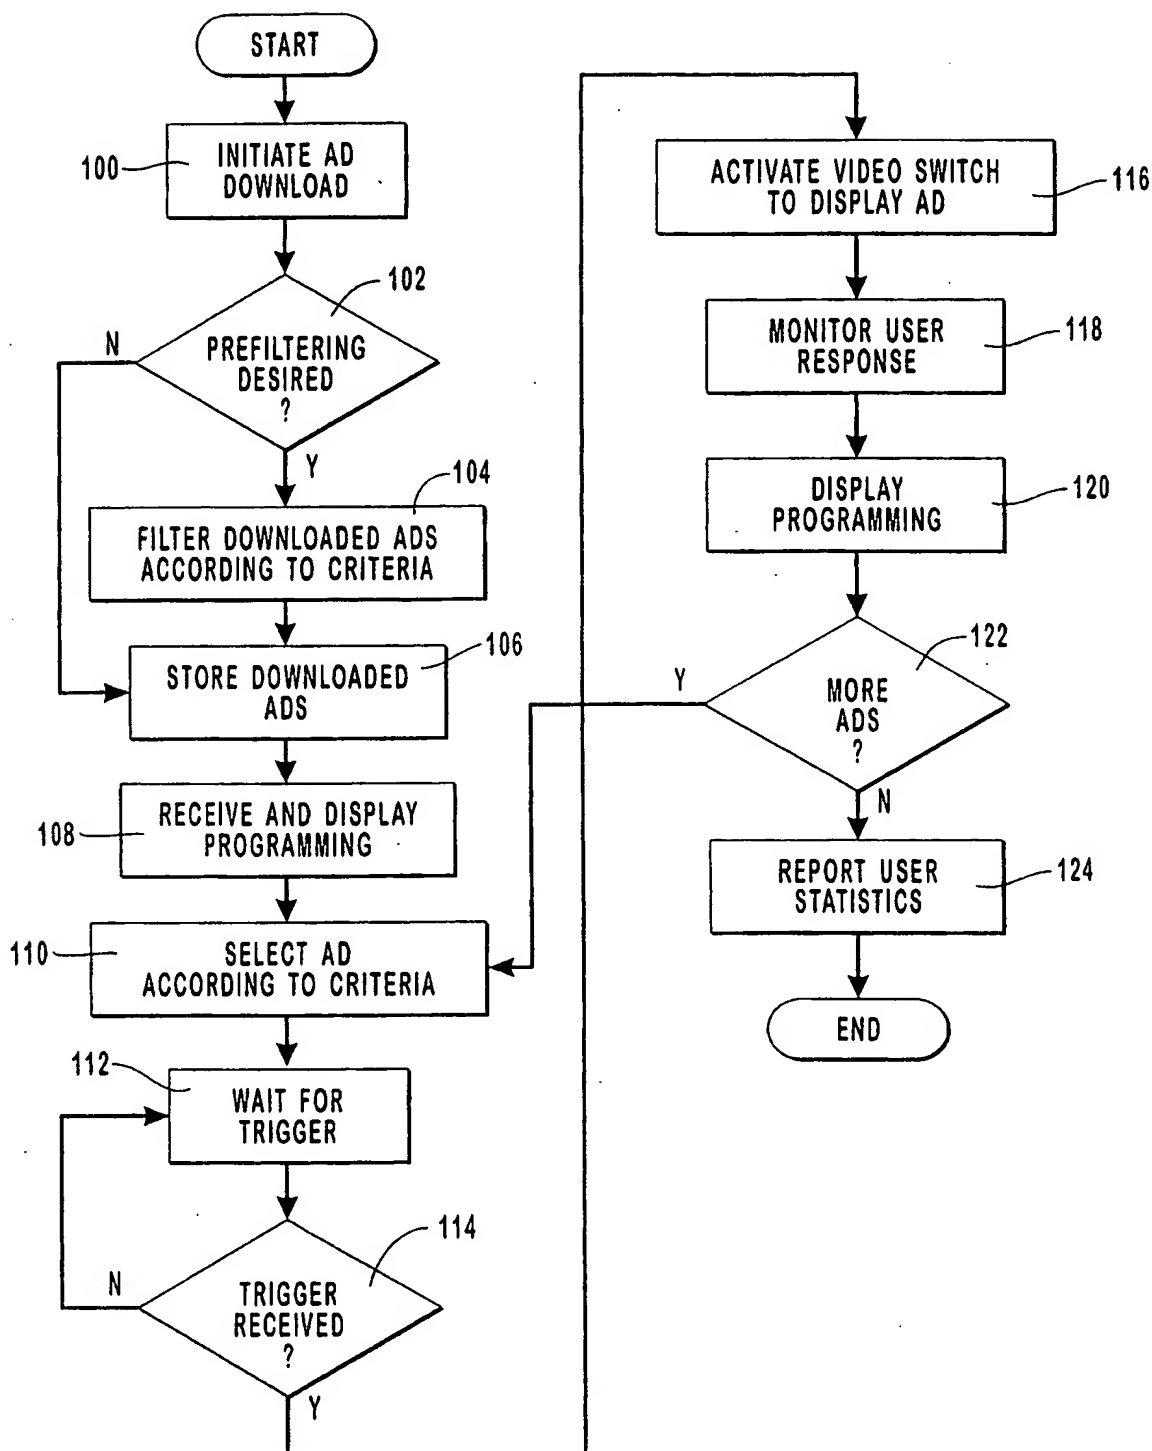 START
100
INITIATE AD
DOWNLOAD
102
N
PREFILTERING
DESIRED
?
Y
104
FILTER DOWNLOADED ADS
ACCORDING TO CRITERIA
106
STORE DOWNLOADED
ADS
108
RECEIVE AND DISPLAY
PROGRAMMING
110
SELECT AD
ACCORDING TO CRITERIA
112
WAIT FOR
TRIGGER
114
N
TRIGGER
RECEIVED
?
Y
ACTIVATE VIDEO SWITCH
TO DISPLAY AD
116
MONITOR USER
RESPONSE
118
DISPLAY
PROGRAMMING
120
122
Y
MORE
ADS
?
N
REPORT USER
STATISTICS
124
END